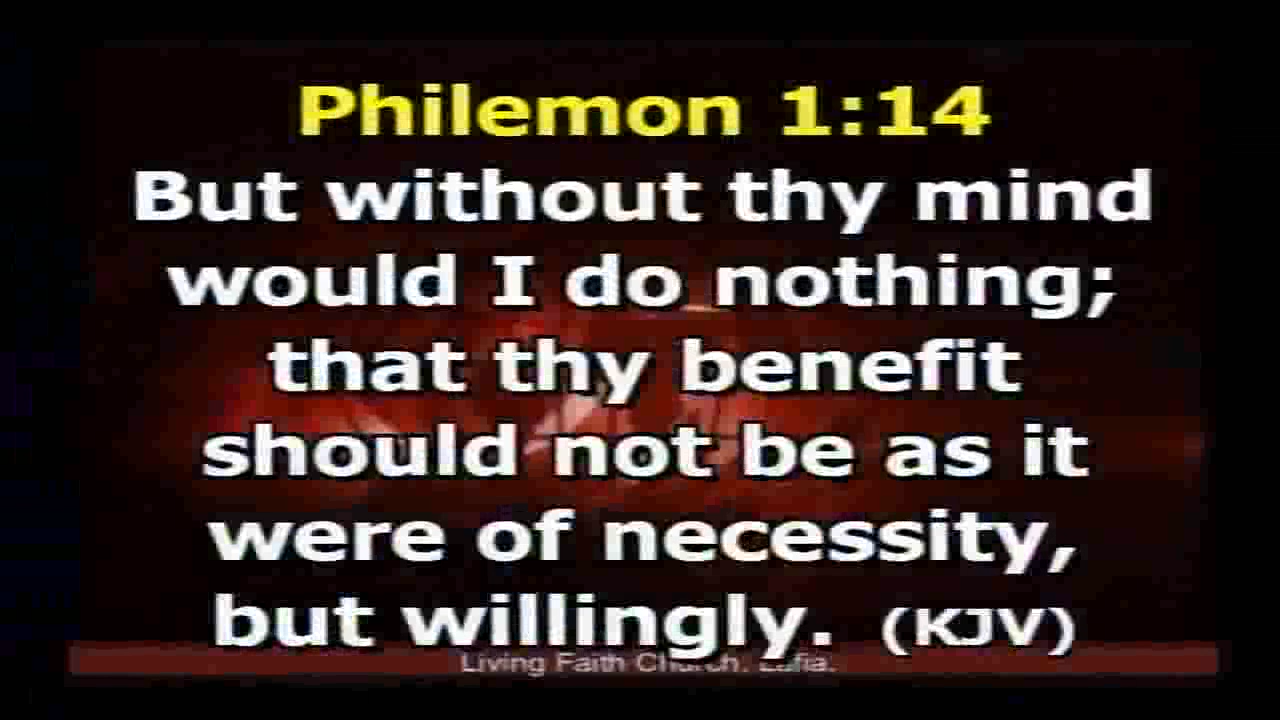 Philemon 1:14
But without thy mind
would I do nothing;
that thy benefit
should not be as it
were of necessity,
but willingly. (KJV)
Living Faith Church. Lafia.